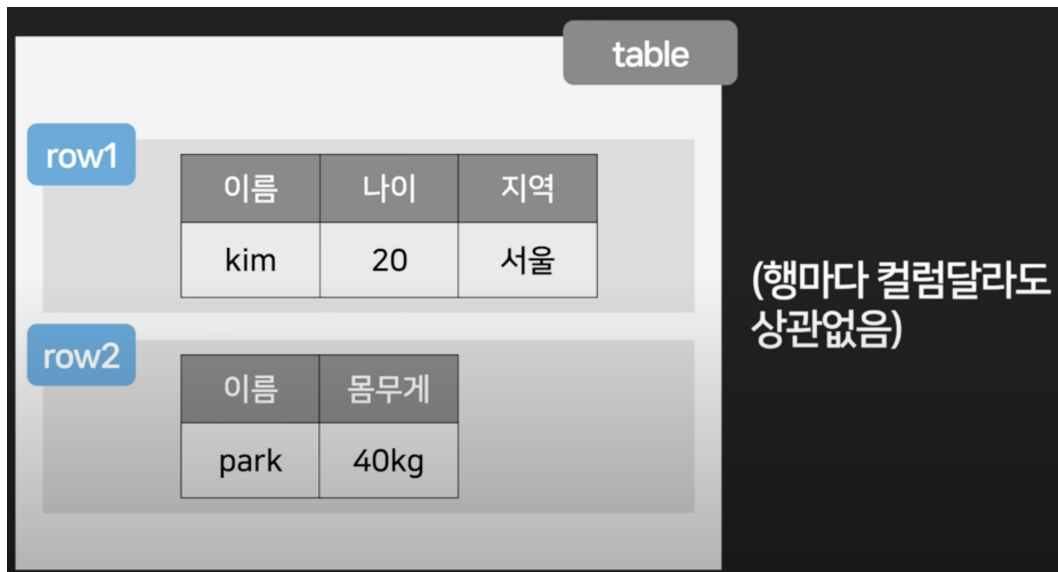 table
row1
이름 나이 지역
kim 20 서울
(행마다 컬럼달라도
상관없음)
row2
이름 몸무게
park 40kg